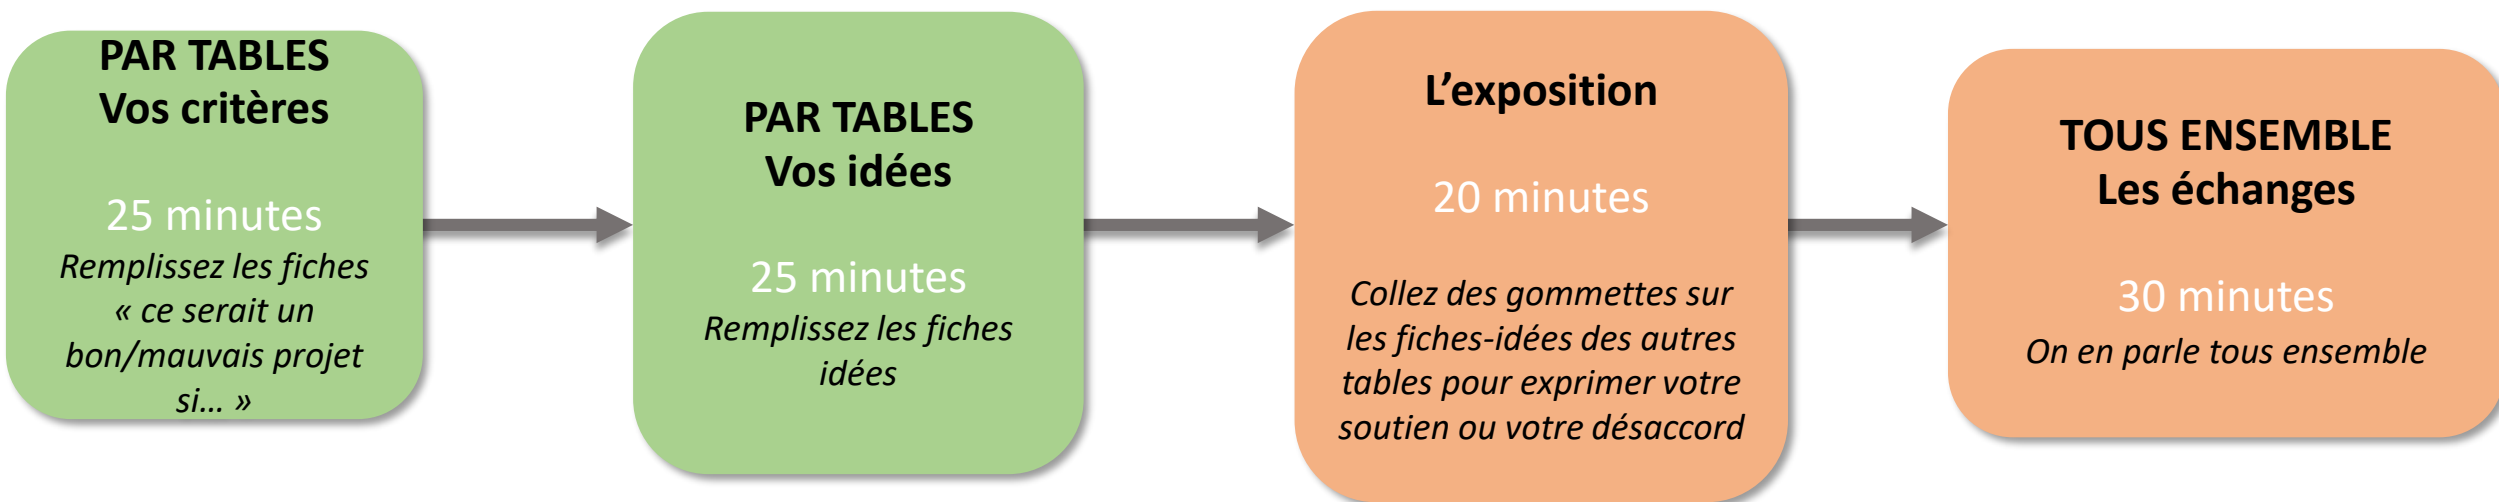 PAR TABLES
Vos critères
25 minutes
Remplissez les fiches
« ce serait un
bon/mauvais projet
si... »
PAR TABLES
Vos idées
25 minutes
Remplissez les fiches
idées
L’exposition
20 minutes
Collez des gommettes sur
les fiches-idées des autres
tables pour exprimer votre
soutien ou votre désaccord
TOUS ENSEMBLE
Les échanges
30 minutes
On en parle tous ensemble